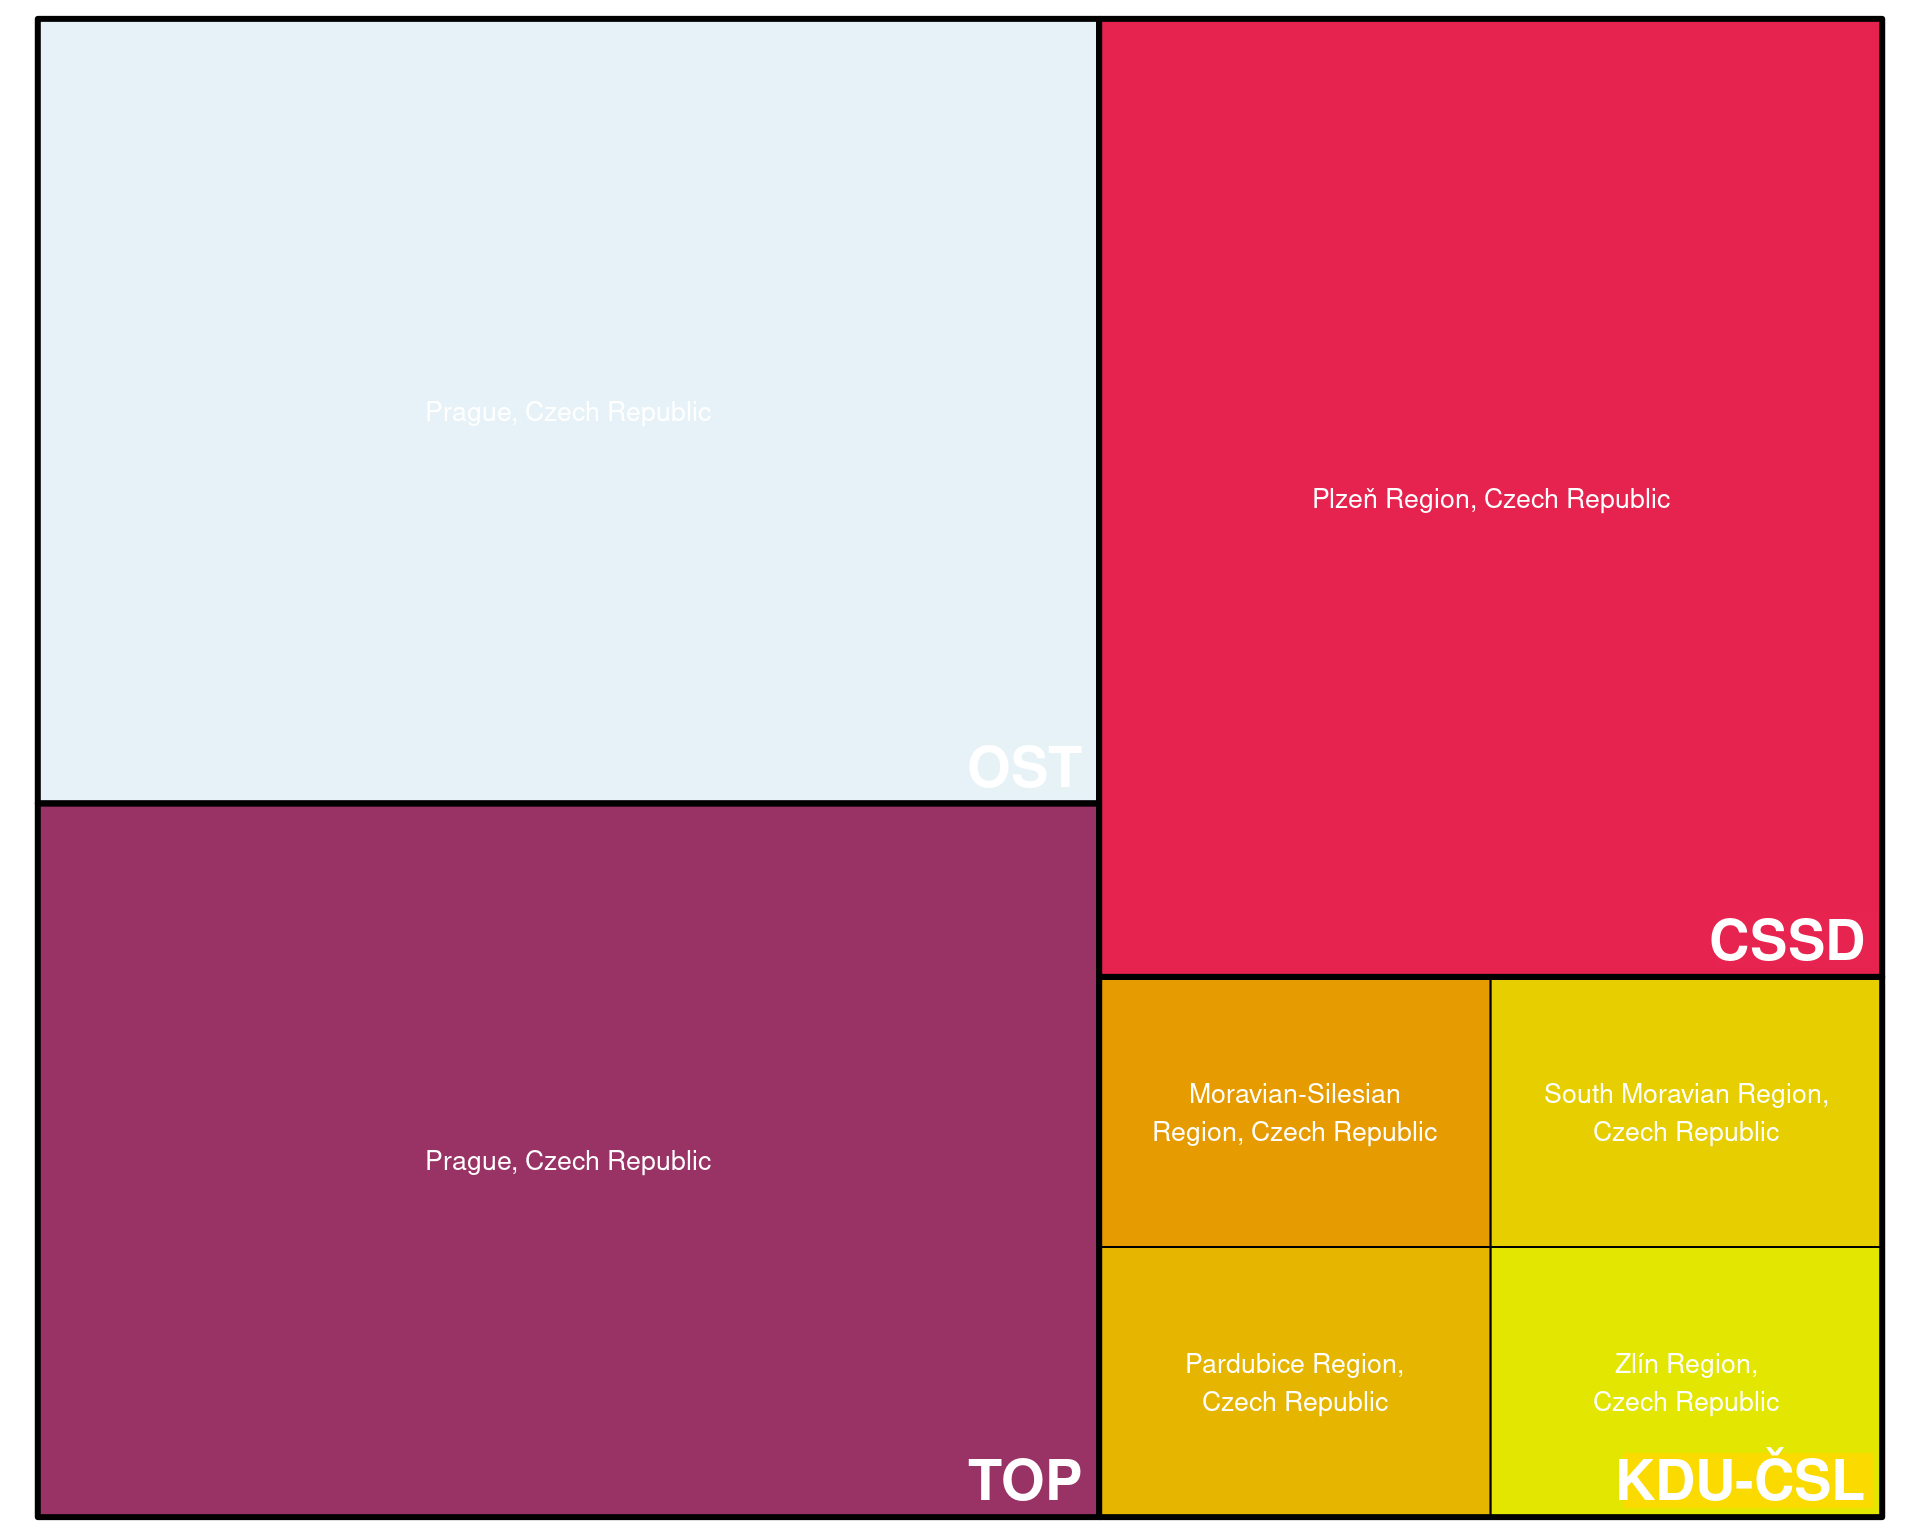 Prague, Czech Republic
OST
Plzeň Region, Czech Republic
CSSD
Prague, Czech Republic
TOP
Moravian-Silesian
Region, Czech Republic
South Moravian Region,
Czech Republic
Pardubice Region,
Czech Republic
Zlín Region,
Czech Republic
KDU-ČSL